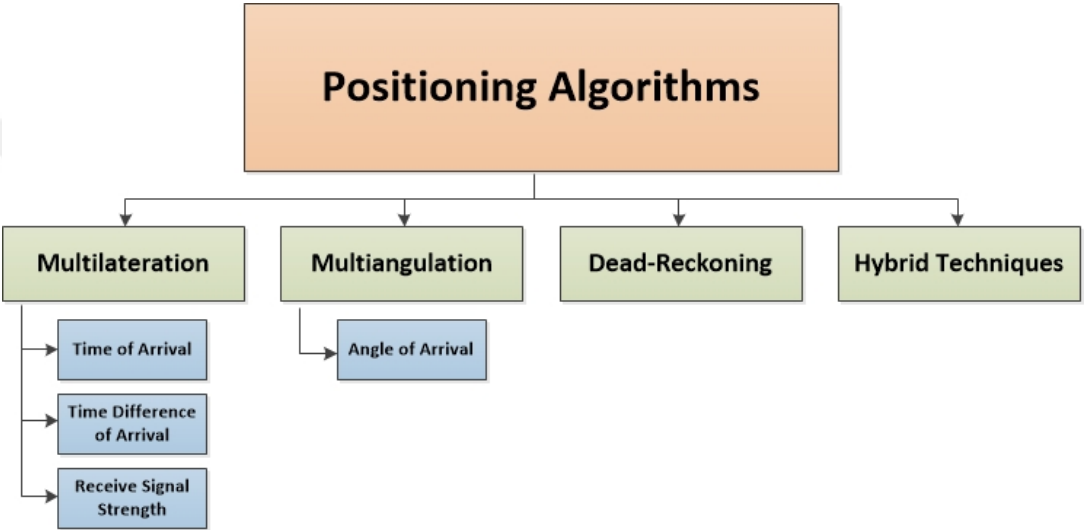 Positioning Algorithms
Multilateration
Multiangulation
Dead-Reckoning
Hybrid Techniques
Time of Arrival
Angle of Arrival
Time Difference
of Arrival
Receive Signal
Strength